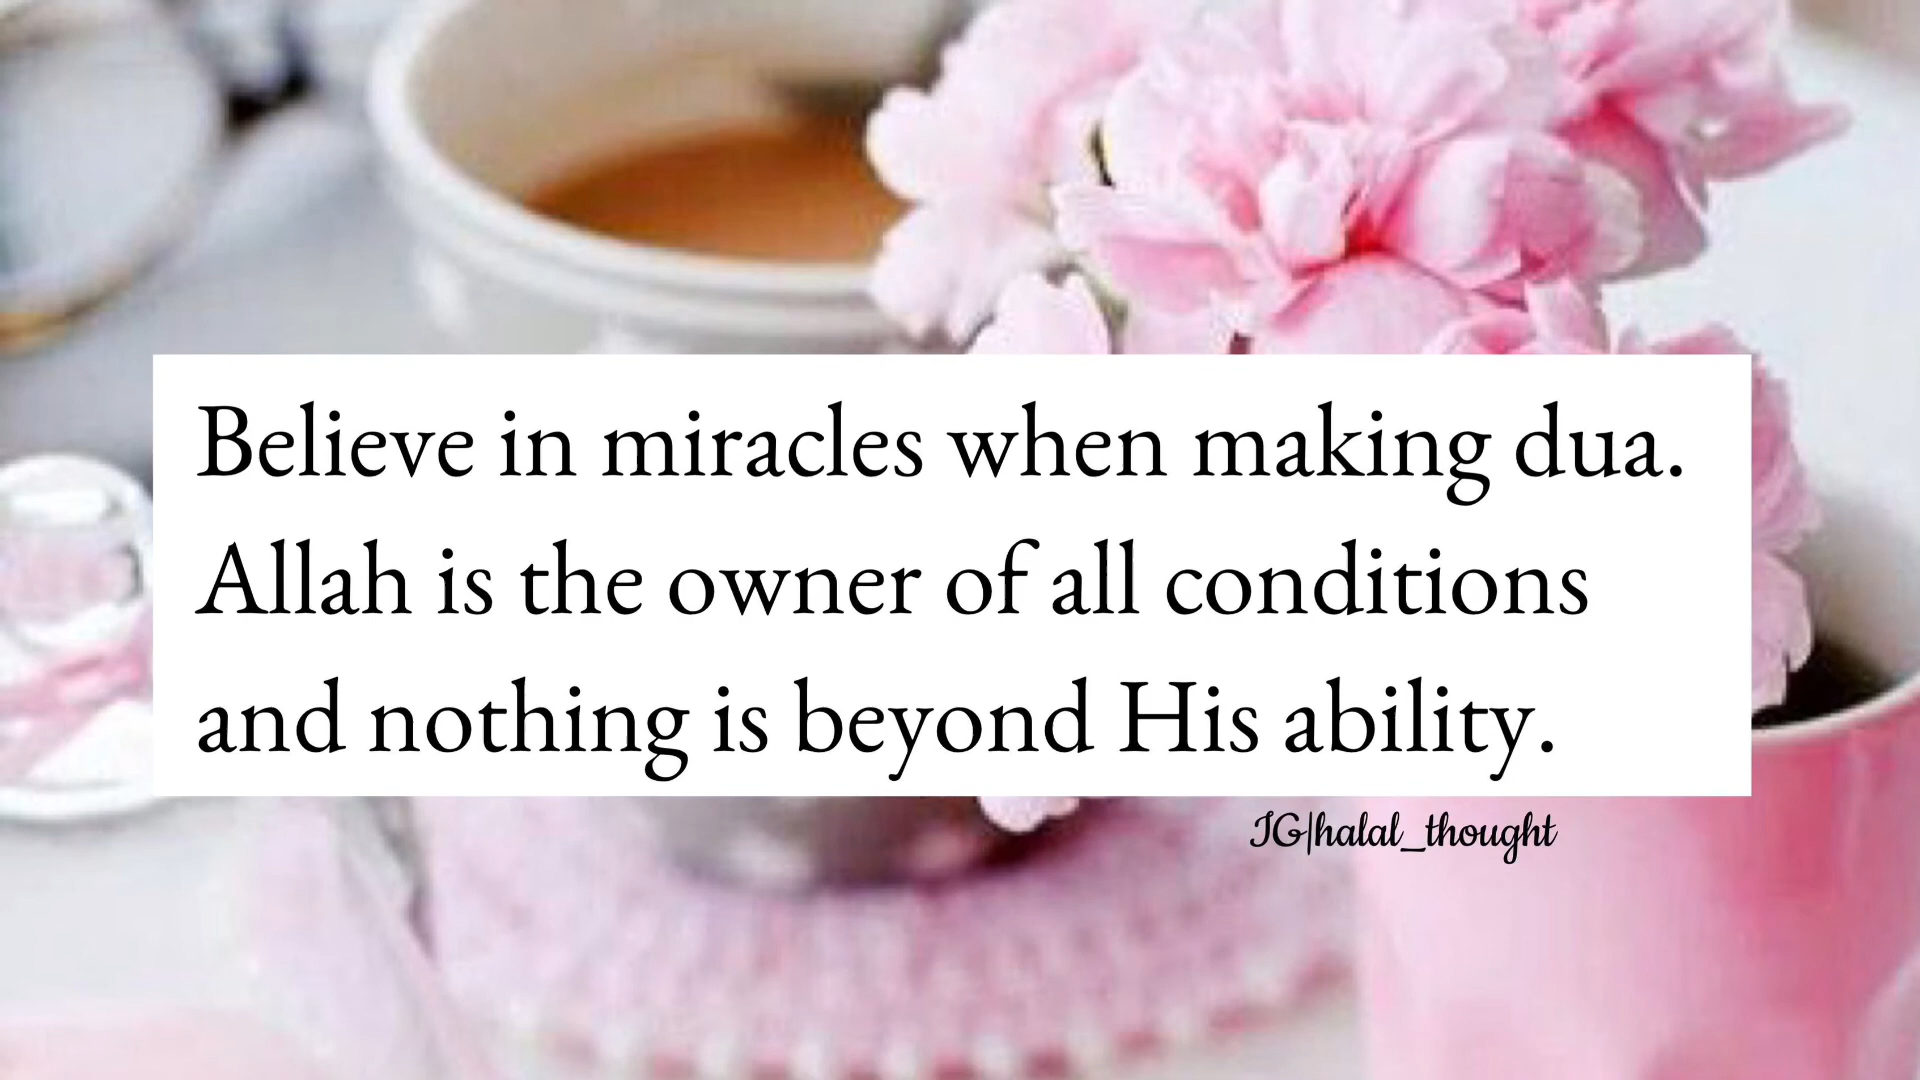 Believe in miracles when making dua.
Allah is the owner of all conditions
and nothing is beyond His ability.
IG|halal_thought